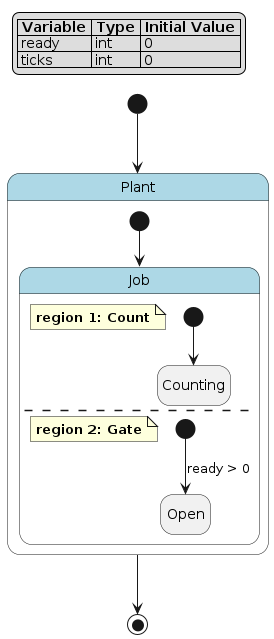 Variable Type Initial Value
ready int 0
ticks int 0
Plant
Job
region 1: Count
Counting
region 2: Gate
ready > 0
Open